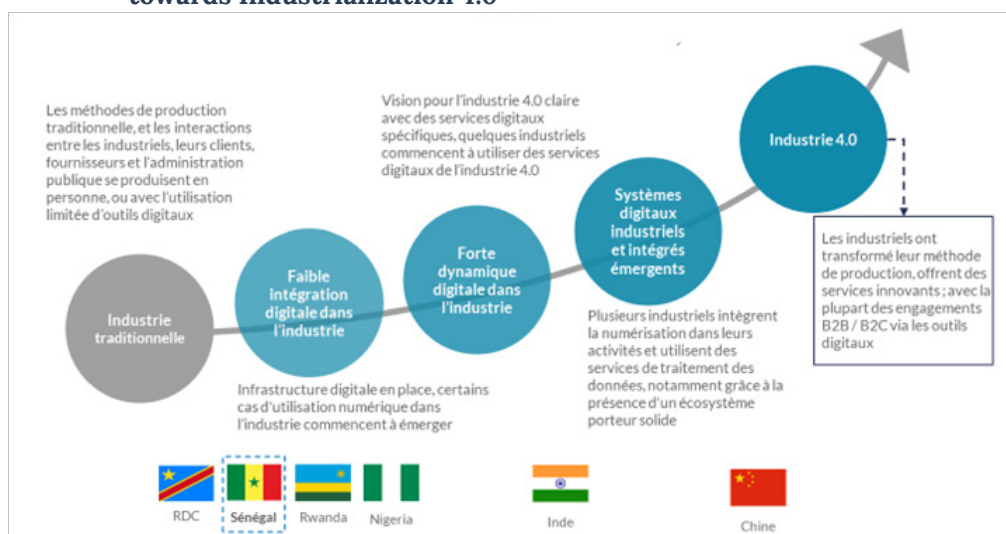 towards Industrialization 4.0
Les méthodes de production
traditionnelle, et les interactions
entre les industriels, leurs clients,
fournisseurs et l'administration
publique se produisent en
personne, ou avec l'utilisation
limitée d'outils digitaux
Vision pour l'industrie 4.0 claire
avec des services digitaux
spécifiques, quelques industriels
commencent à utiliser des services
digitaux de l'industrie 4.0
Industrie 4.0
Systèmes
digitaux
industriels
et intégrés
émergents
Forte
dynamique
digitale dans
l'industrie
Faible
intégration
digitale dans
l'industrie
Industrie
traditionnelle
Les industriels ont
transformé leur méthode
de production, offrent des
services innovants ; avec la
plupart des engagements
B2B / B2C via les outils
digitaux
Plusieurs industriels intègrent
la numérisation dans leurs
activités et utilisent des
services de traitement des
données, notamment grâce à la
présence d'un écosystème
porteur solide
Infrastructure digitale en place, certains
cas d'utilisation numérique dans
l'industrie commencent à émerger
RDC
Sénégal
Rwanda
Nigeria
Inde
Chine